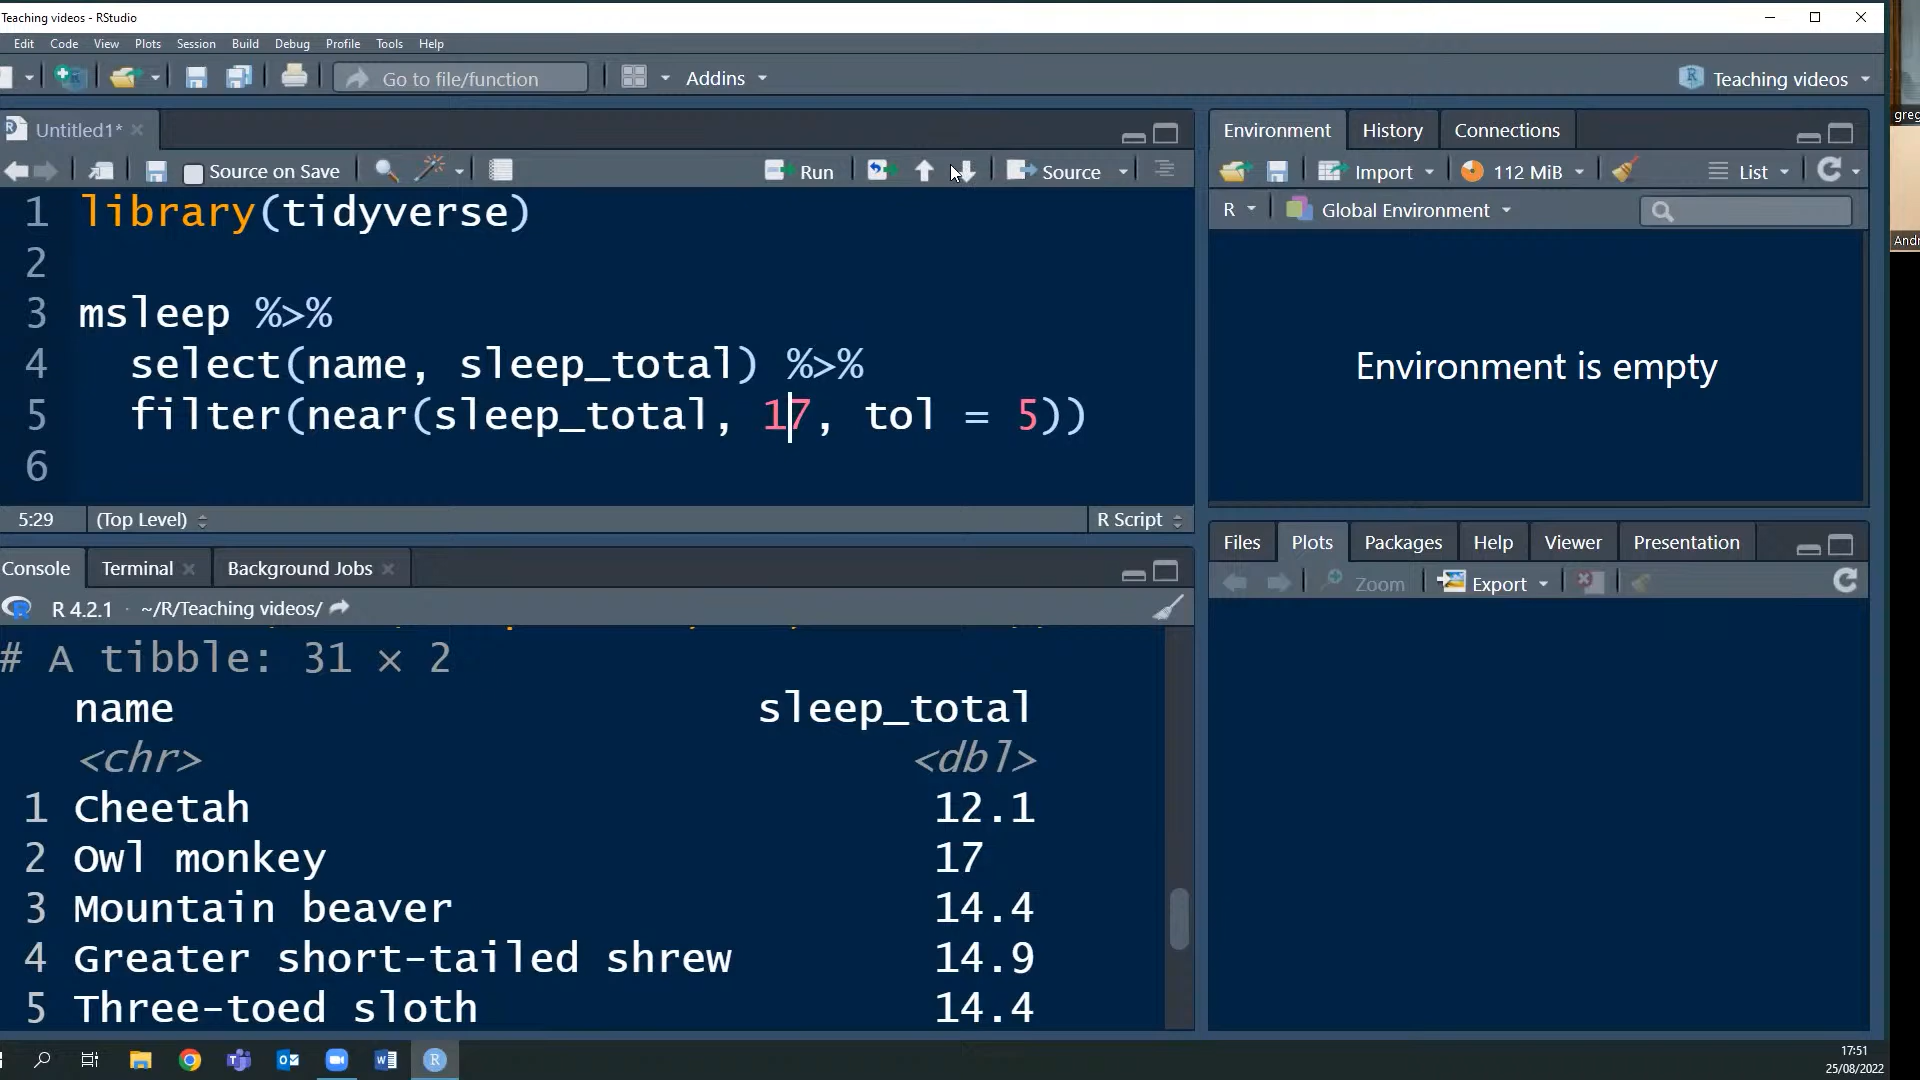 Teaching videos - RStudio
Edit Code View Plots Session Build Debug Profile Tools Help
Go to file/function Addins Teaching videos
Untitled1*
Source on Save Run Source
1 library(tidyverse)
2
3 msleep %>%
4 select(name, sleep_total) %>%
5 filter(near(sleep_total, 17, tol = 5))
6
5:29 (Top Level) R Script
Console Terminal Background Jobs
R 4.2.1 · ~/R/Teaching videos/
# A tibble: 31 × 2
name sleep_total
<chr> <dbl>
1 Cheetah 12.1
2 Owl monkey 17
3 Mountain beaver 14.4
4 Greater short-tailed shrew 14.9
5 Three-toed sloth 14.4
Environment History Connections
Import 112 MiB List
R Global Environment
Environment is empty
Files Plots Packages Help Viewer Presentation
Zoom Export
greg
Andr
17:51
25/08/2022